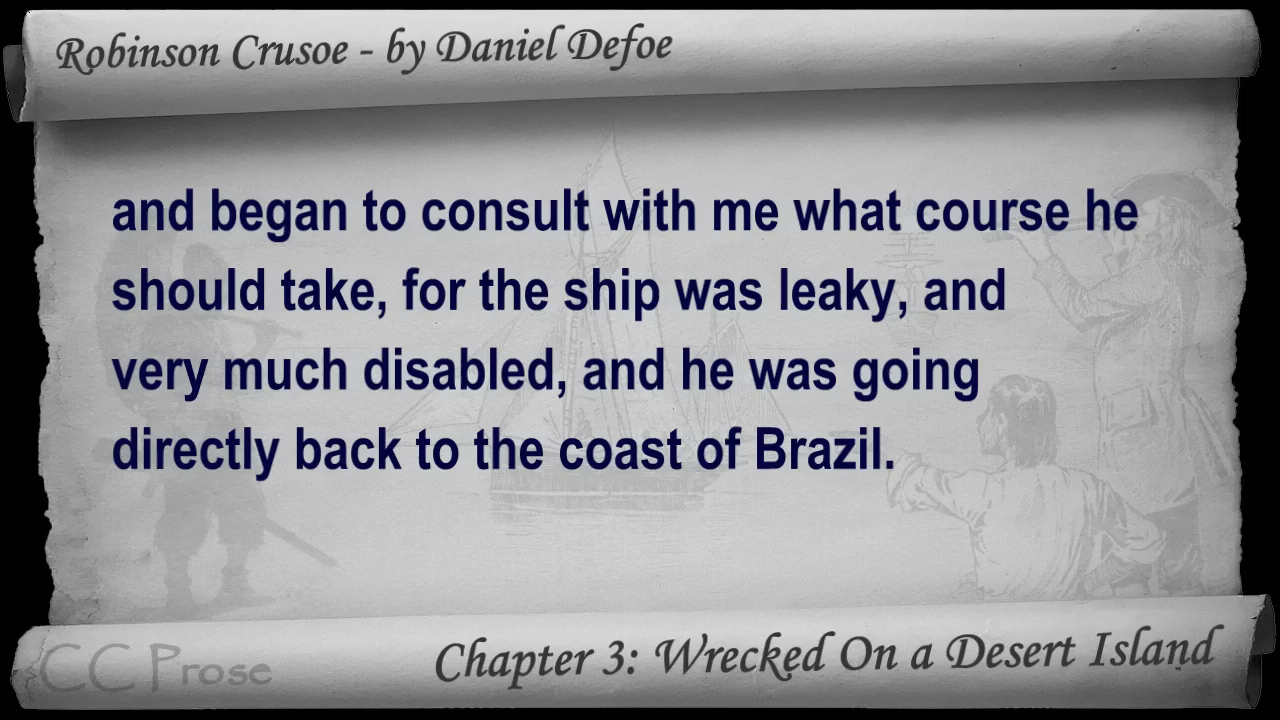 Robinson Crusoe - by Daniel Defoe
and began to consult with me what course he
should take, for the ship was leaky, and
very much disabled, and he was going
directly back to the coast of Brazil.
CC Prose
Chapter 3: Wrecked On a Desert Island